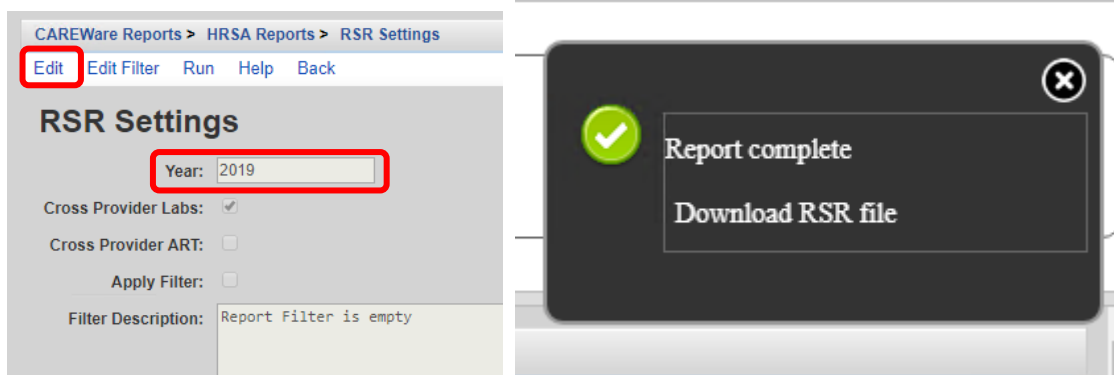 CAREWare Reports > HRSA Reports > RSR Settings
Edit Edit Filter Run Help Back
RSR Settings
Year: 2019
Cross Provider Labs:
Cross Provider ART:
Apply Filter:
Filter Description: Report Filter is empty
Report complete
Download RSR file